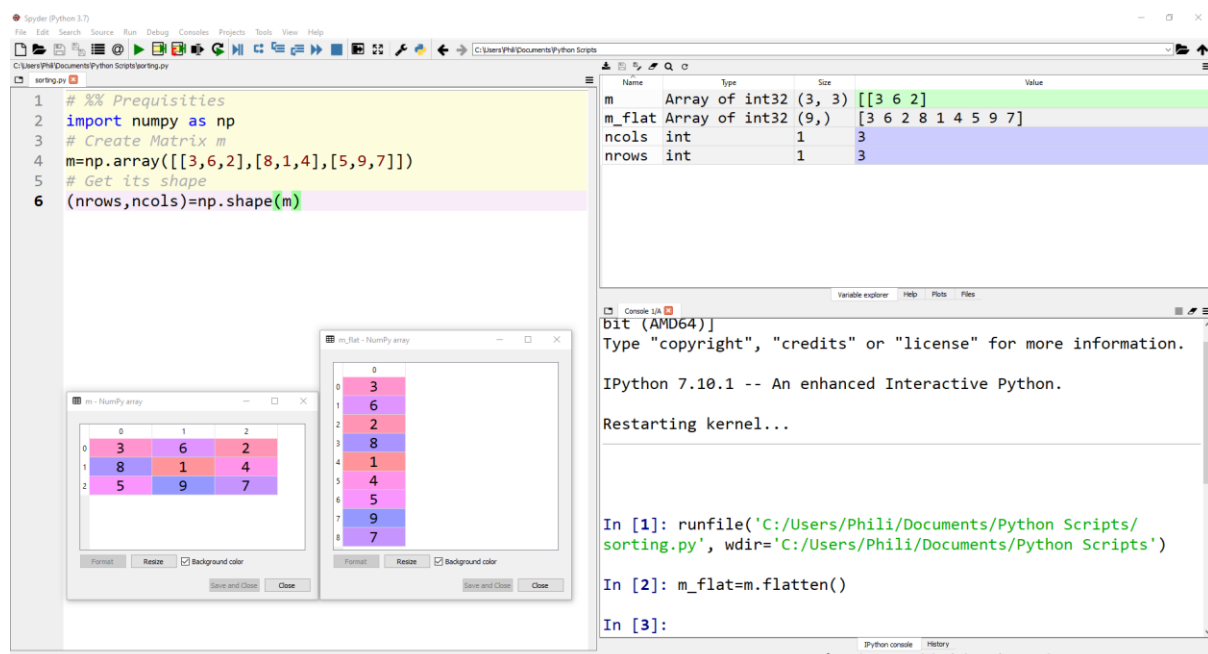 Spyder (Python 3.7)
File Edit Search Source Run Debug Consoles Projects Tools View Help
C:\Users\Phili\Documents\Python Scripts
C:\Users\Phili\Documents\Python Scripts\sorting.py
sorting.py
1 # %% Prequisities
2 import numpy as np
3 # Create Matrix m
4 m=np.array([[3,6,2],[8,1,4],[5,9,7]])
5 # Get its shape
6 (nrows,ncols)=np.shape(m)
m - NumPy array
0 1 2
0 3 6 2
1 8 1 4
2 5 9 7
Format Resize Background color
Save and Close Close
m_flat - NumPy array
0
0 3
1 6
2 2
3 8
4 1
5 4
6 5
7 9
8 7
Format Resize Background color
Save and Close Close
Name Type Size Value
m Array of int32 (3, 3) [[3 6 2]
m_flat Array of int32 (9,) [3 6 2 8 1 4 5 9 7]
ncols int 1 3
nrows int 1 3
Variable explorer Help Plots Files
Console 1/A
bit (AMD64)]
Type "copyright", "credits" or "license" for more information.
IPython 7.10.1 -- An enhanced Interactive Python.
Restarting kernel...
In [1]: runfile('C:/Users/Phili/Documents/Python Scripts/
sorting.py', wdir='C:/Users/Phili/Documents/Python Scripts')
In [2]: m_flat=m.flatten()
In [3]:
IPython console History